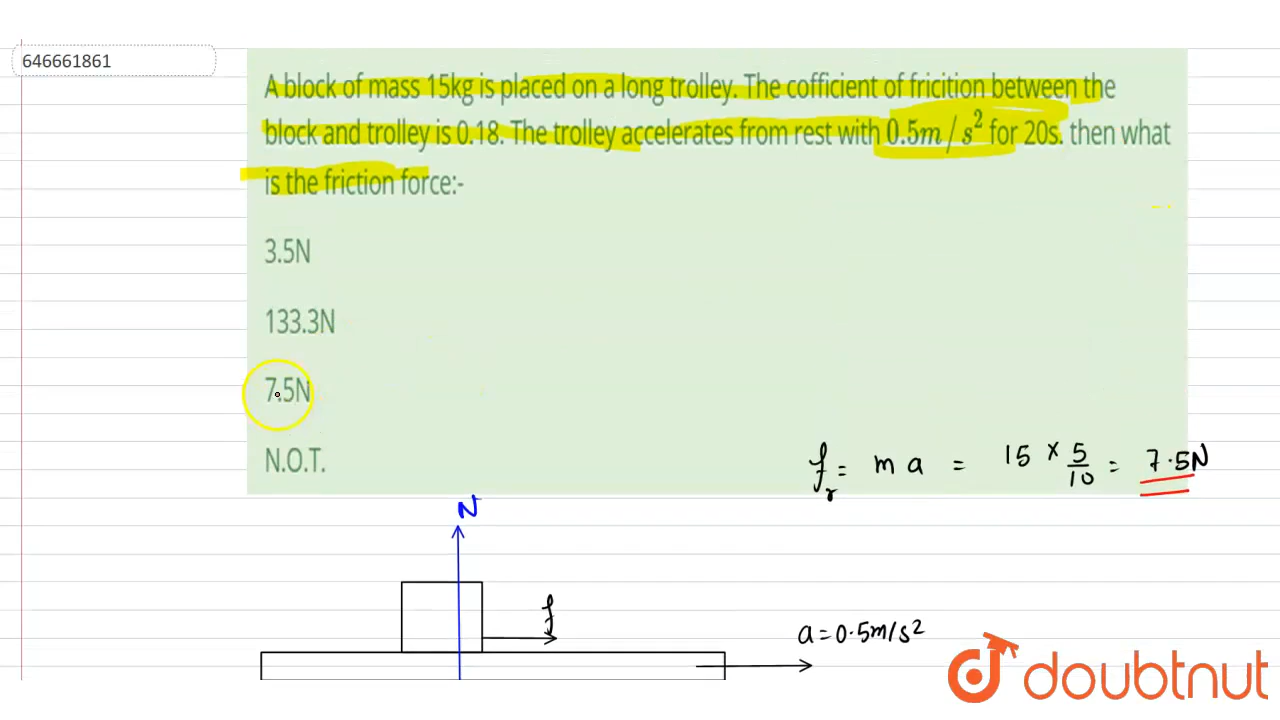 646661861
A block of mass 15kg is placed on a long trolley. The cofficient of fricition between the
block and trolley is 0.18. The trolley accelerates from rest with 0.5m/s² for 20s. then what
is the friction force:-
3.5N
133.3N
7.5N
N.O.T.
fr = ma = 15 × 5/10 = 7.5N
N
f
a = 0.5m/s²
doubtnut